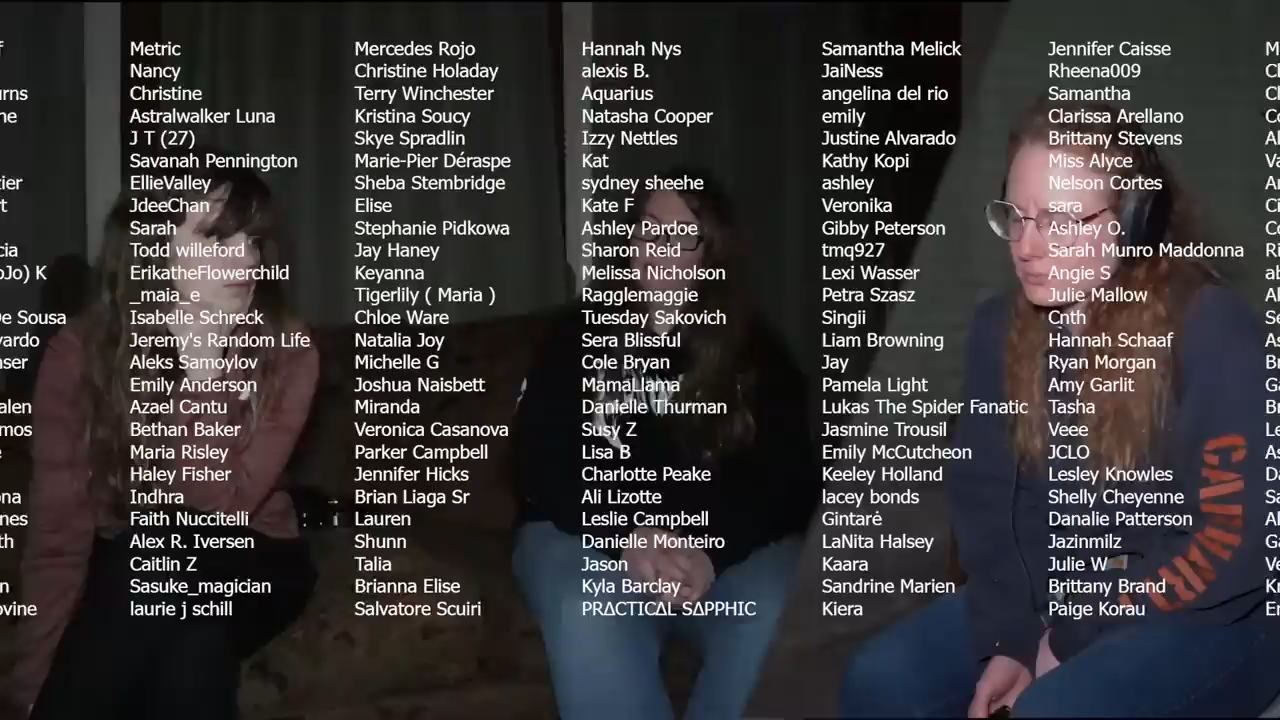 Metric
Nancy
Christine
Astralwalker Luna
J T (27)
Savanah Pennington
EllieValley
JdeeChan
Sarah
Todd willeford
ErikatheFlowerchild
_maia_e
Isabelle Schreck
Jeremy's Random Life
Aleks Samoylov
Emily Anderson
Azael Cantu
Bethan Baker
Maria Risley
Haley Fisher
Indhra
Faith Nuccitelli
Alex R. Iversen
Caitlin Z
Sasuke_magician
laurie j schill
Mercedes Rojo
Christine Holaday
Terry Winchester
Kristina Soucy
Skye Spradlin
Marie-Pier Déraspe
Sheba Stembridge
Elise
Stephanie Pidkowa
Jay Haney
Keyanna
Tigerlily ( Maria )
Chloe Ware
Natalia Joy
Michelle G
Joshua Naisbett
Miranda
Veronica Casanova
Parker Campbell
Jennifer Hicks
Brian Liaga Sr
Lauren
Shunn
Talia
Brianna Elise
Salvatore Scuiri
Hannah Nys
alexis B.
Aquarius
Natasha Cooper
Izzy Nettles
Kat
sydney sheehe
Kate F
Ashley Pardoe
Sharon Reid
Melissa Nicholson
Ragglemaggie
Tuesday Sakovich
Sera Blissful
Cole Bryan
MamaLlama
Danielle Thurman
Susy Z
Lisa B
Charlotte Peake
Ali Lizotte
Leslie Campbell
Danielle Monteiro
Jason
Kyla Barclay
PRΔCTICΔL SΔPPHIC
Samantha Melick
JaiNess
angelina del rio
emily
Justine Alvarado
Kathy Kopi
ashley
Veronika
Gibby Peterson
tmq927
Lexi Wasser
Petra Szasz
Singii
Liam Browning
Jay
Pamela Light
Lukas The Spider Fanatic
Jasmine Trousil
Emily McCutcheon
Keeley Holland
lacey bonds
Gintarė
LaNita Halsey
Kaara
Sandrine Marien
Kiera
Jennifer Caisse
Rheena009
Samantha
Clarissa Arellano
Brittany Stevens
Miss Alyce
Nelson Cortes
sara
Ashley O.
Sarah Munro Maddonna
Angie S
Julie Mallow
Cnth
Hannah Schaaf
Ryan Morgan
Amy Garlit
Tasha
Veee
JCLO
Lesley Knowles
Shelly Cheyenne
Danalie Patterson
Jazinmilz
Julie W
Brittany Brand
Paige Korau